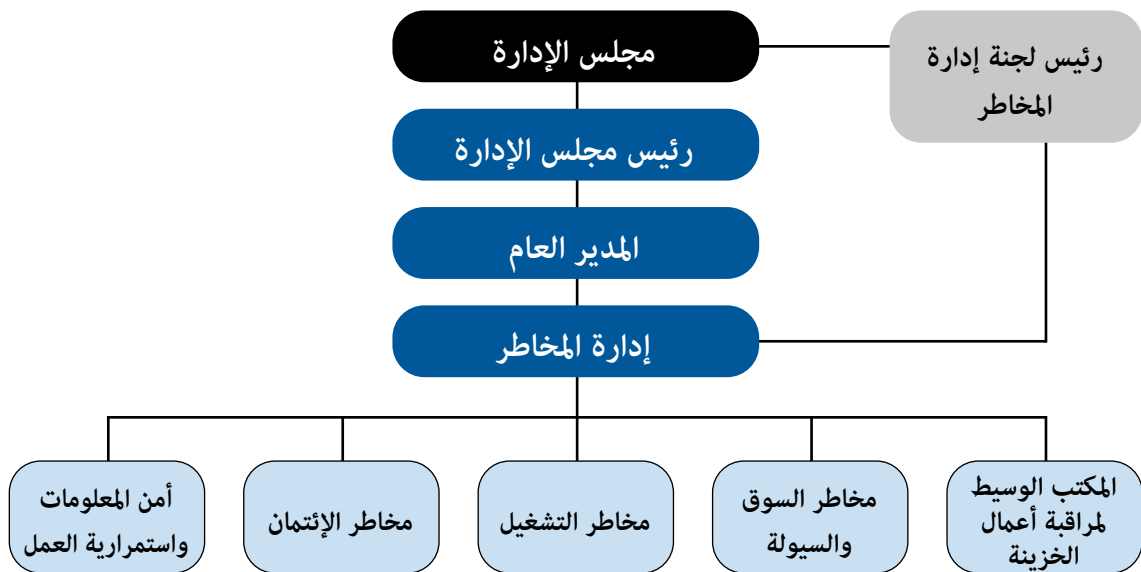 مجلس الإدارة
رئيس لجنة إدارة
المخاطر
رئيس مجلس الإدارة
المدير العام
إدارة المخاطر
المكتب الوسيط
لمراقبة أعمال
الخزينة
مخاطر السوق
والسيولة
مخاطر التشغيل
مخاطر الإئتمان
أمن المعلومات
واستمرارية العمل